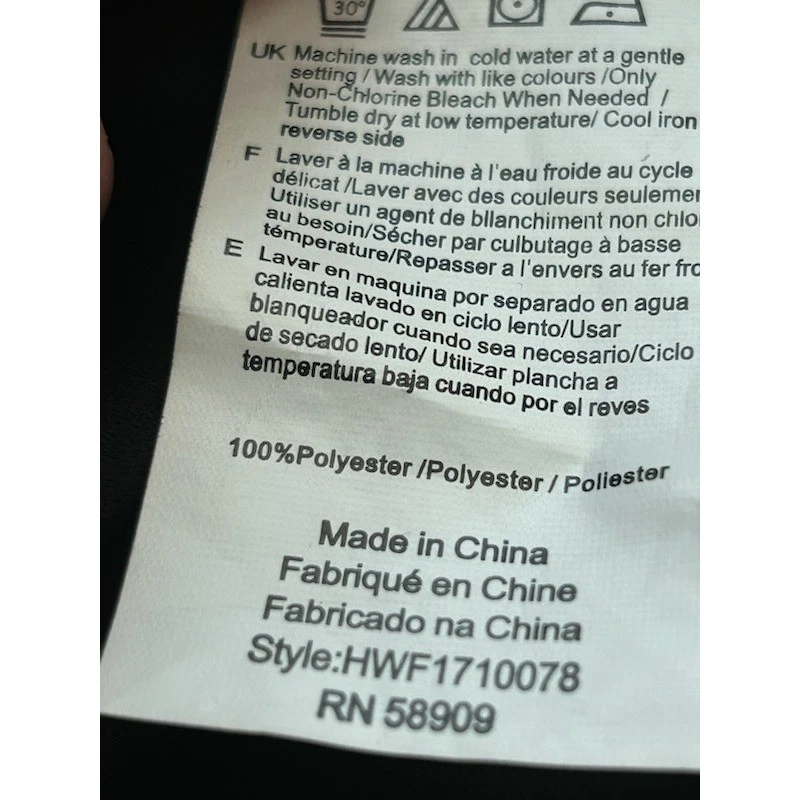 30°
UK Machine wash in cold water at a gentle
setting / Wash with like colours /Only
Non-Chlorine Bleach When Needed /
Tumble dry at low temperature/ Cool iron
reverse side
F Laver à la machine à l'eau froide au cycle
délicat /Laver avec des couleurs seulemer
Utiliser un agent de bllanchiment non chlo
au besoin/Sécher par culbutage à basse
témperature/Repasser a l'envers au fer fro
E Lavar en maquina por separado en agua
calienta lavado en ciclo lento/Usar
blanqueador cuando sea necesario/Ciclo
de secado lento/ Utilizar plancha a
temperatura baja cuando por el reves
100%Polyester /Polyester / Poliester
Made in China
Fabriqué en Chine
Fabricado na China
Style:HWF1710078
RN 58909